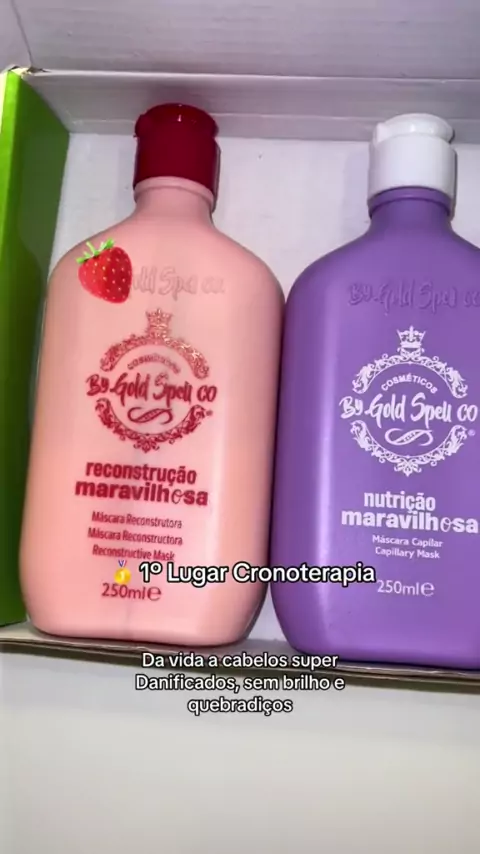 Gold Spell co
COSMÉTICOS
By Gold Spell CO
reconstrução
maravilhosa
Máscara Reconstrutora
Máscara Reconstructora
Reconstructive Mask
250ml e
By Gold Spell co
COSMÉTICOS
By Gold Spell CO
®
nutrição
maravilhosa
Máscara Capilar
Capillary Mask
250ml e
🥇 1º Lugar Cronoterapia
Da vida a cabelos super
Danificados, sem brilho e
quebradiços